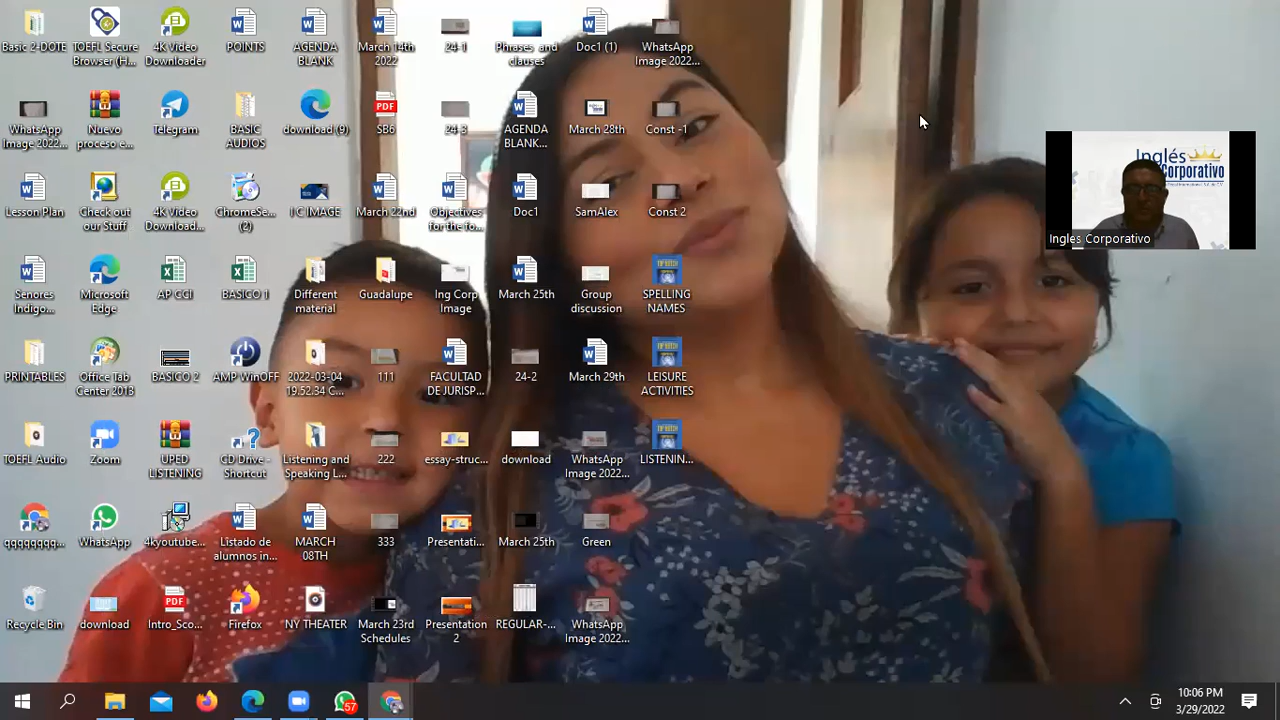 Basic 2-DOTE
TOEFL Secure
Browser (H...
4K Video
Downloader
POINTS
AGENDA
BLANK
March 14th
2022
24-1
Phrases and
clauses
Doc1 (1)
WhatsApp
Image 2022...
WhatsApp
Image 2022...
Nuevo
proceso e...
Telegram
BASIC
AUDIOS
download (9)
PDF
SB6
24-3
AGENDA
BLANK...
March 28th
Const -1
Lesson Plan
Check out
our Stuff
4K Video
Download...
ChromeSe...
(2)
I C IMAGE
March 22nd
Objectives
for the fo...
Doc1
SamAlex
Const 2
Inglés
Corporativo
Ingles Corporativo
Senores
Indigo...
Microsoft
Edge
AP CCI
BASICO 1
Different
material
Guadalupe
Ing Corp
Image
March 25th
Group
discussion
SPELLING
NAMES
PRINTABLES
Office Tab
Center 2013
BASICO 2
AMP WinOFF
2022-03-04
19.52.34 C...
111
FACULTAD
DE JURISP...
24-2
March 29th
LEISURE
ACTIVITIES
TOEFL Audio
Zoom
UPED
LISTENING
CD Drive -
Shortcut
Listening and
Speaking L...
222
essay-struc...
download
WhatsApp
Image 2022...
LISTENIN...
qqqqqqqq...
WhatsApp
4kyoutube...
Listado de
alumnos in...
MARCH
08TH
333
Presentati...
March 25th
Green
Recycle Bin
download
PDF
Intro_Sco...
Firefox
NY THEATER
March 23rd
Schedules
Presentation
2
REGULAR-...
WhatsApp
Image 2022...
57
10:06 PM
3/29/2022